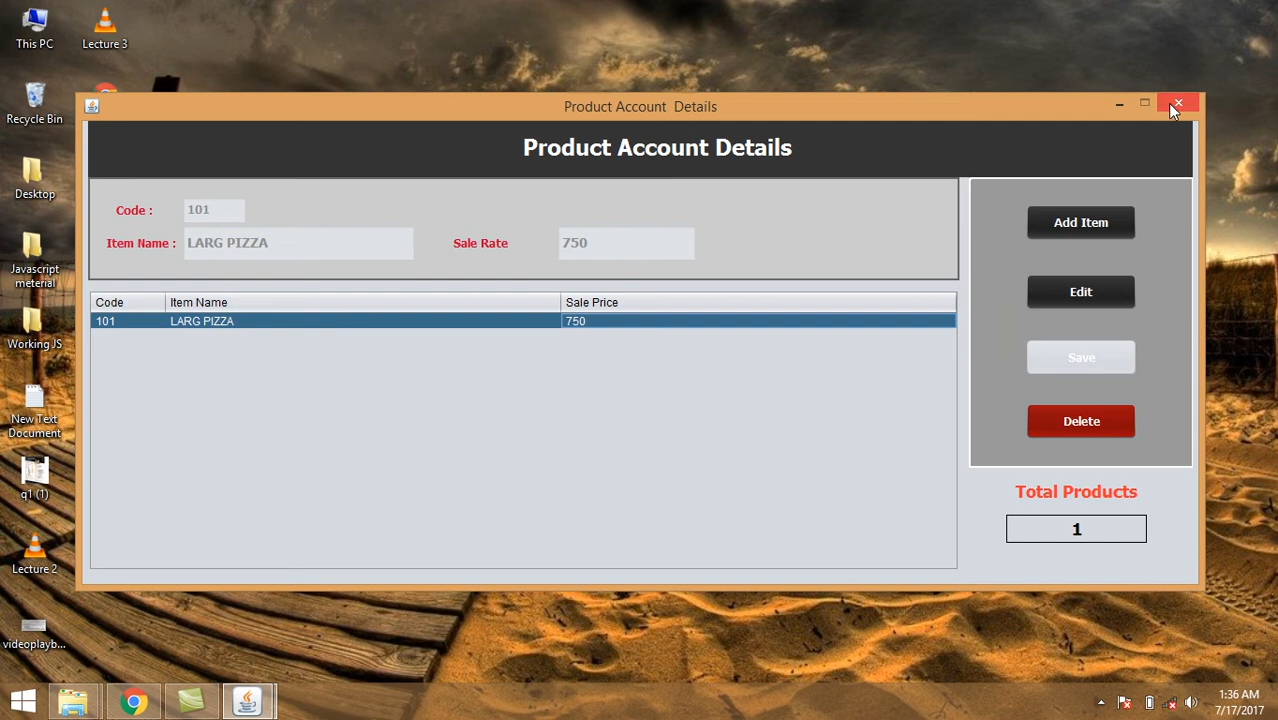 This PC
Lecture 3
Recycle Bin
Desktop
Javascript
meterial
Working JS
New Text
Document
q1 (1)
Lecture 2
videoplayb...
Product Account Details
Product Account Details
Code : 101
Item Name : LARG PIZZA Sale Rate 750
Code Item Name Sale Price
101 LARG PIZZA 750
Add Item
Edit
Save
Delete
Total Products
1
1:36 AM
7/17/2017